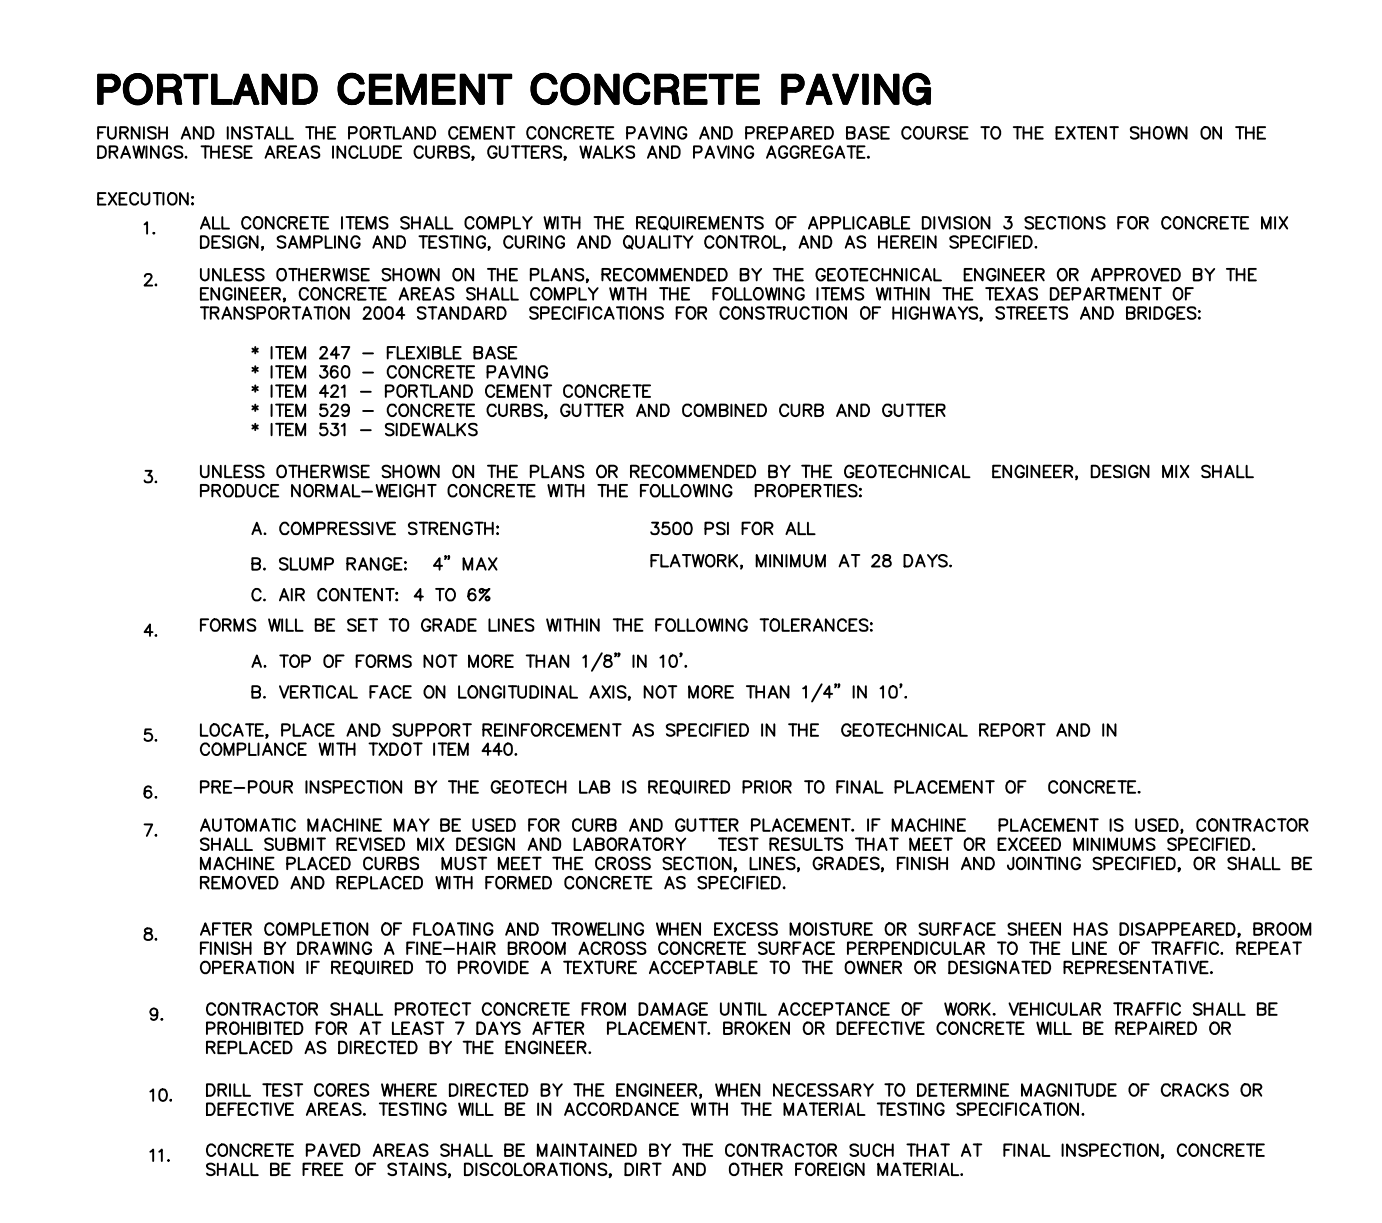 PORTLAND CEMENT CONCRETE PAVING
FURNISH AND INSTALL THE PORTLAND CEMENT CONCRETE PAVING AND PREPARED BASE COURSE TO THE EXTENT SHOWN ON THE
DRAWINGS. THESE AREAS INCLUDE CURBS, GUTTERS, WALKS AND PAVING AGGREGATE.
EXECUTION:
1. ALL CONCRETE ITEMS SHALL COMPLY WITH THE REQUIREMENTS OF APPLICABLE DIVISION 3 SECTIONS FOR CONCRETE MIX
DESIGN, SAMPLING AND TESTING, CURING AND QUALITY CONTROL, AND AS HEREIN SPECIFIED.
2. UNLESS OTHERWISE SHOWN ON THE PLANS, RECOMMENDED BY THE GEOTECHNICAL ENGINEER OR APPROVED BY THE
ENGINEER, CONCRETE AREAS SHALL COMPLY WITH THE FOLLOWING ITEMS WITHIN THE TEXAS DEPARTMENT OF
TRANSPORTATION 2004 STANDARD SPECIFICATIONS FOR CONSTRUCTION OF HIGHWAYS, STREETS AND BRIDGES:
* ITEM 247 – FLEXIBLE BASE
* ITEM 360 – CONCRETE PAVING
* ITEM 421 – PORTLAND CEMENT CONCRETE
* ITEM 529 – CONCRETE CURBS, GUTTER AND COMBINED CURB AND GUTTER
* ITEM 531 – SIDEWALKS
3. UNLESS OTHERWISE SHOWN ON THE PLANS OR RECOMMENDED BY THE GEOTECHNICAL ENGINEER, DESIGN MIX SHALL
PRODUCE NORMAL–WEIGHT CONCRETE WITH THE FOLLOWING PROPERTIES:
A. COMPRESSIVE STRENGTH: 3500 PSI FOR ALL
B. SLUMP RANGE: 4" MAX FLATWORK, MINIMUM AT 28 DAYS.
C. AIR CONTENT: 4 TO 6%
4. FORMS WILL BE SET TO GRADE LINES WITHIN THE FOLLOWING TOLERANCES:
A. TOP OF FORMS NOT MORE THAN 1/8" IN 10'.
B. VERTICAL FACE ON LONGITUDINAL AXIS, NOT MORE THAN 1/4" IN 10'.
5. LOCATE, PLACE AND SUPPORT REINFORCEMENT AS SPECIFIED IN THE GEOTECHNICAL REPORT AND IN
COMPLIANCE WITH TXDOT ITEM 440.
6. PRE–POUR INSPECTION BY THE GEOTECH LAB IS REQUIRED PRIOR TO FINAL PLACEMENT OF CONCRETE.
7. AUTOMATIC MACHINE MAY BE USED FOR CURB AND GUTTER PLACEMENT. IF MACHINE PLACEMENT IS USED, CONTRACTOR
SHALL SUBMIT REVISED MIX DESIGN AND LABORATORY TEST RESULTS THAT MEET OR EXCEED MINIMUMS SPECIFIED.
MACHINE PLACED CURBS MUST MEET THE CROSS SECTION, LINES, GRADES, FINISH AND JOINTING SPECIFIED, OR SHALL BE
REMOVED AND REPLACED WITH FORMED CONCRETE AS SPECIFIED.
8. AFTER COMPLETION OF FLOATING AND TROWELING WHEN EXCESS MOISTURE OR SURFACE SHEEN HAS DISAPPEARED, BROOM
FINISH BY DRAWING A FINE–HAIR BROOM ACROSS CONCRETE SURFACE PERPENDICULAR TO THE LINE OF TRAFFIC. REPEAT
OPERATION IF REQUIRED TO PROVIDE A TEXTURE ACCEPTABLE TO THE OWNER OR DESIGNATED REPRESENTATIVE.
9. CONTRACTOR SHALL PROTECT CONCRETE FROM DAMAGE UNTIL ACCEPTANCE OF WORK. VEHICULAR TRAFFIC SHALL BE
PROHIBITED FOR AT LEAST 7 DAYS AFTER PLACEMENT. BROKEN OR DEFECTIVE CONCRETE WILL BE REPAIRED OR
REPLACED AS DIRECTED BY THE ENGINEER.
10. DRILL TEST CORES WHERE DIRECTED BY THE ENGINEER, WHEN NECESSARY TO DETERMINE MAGNITUDE OF CRACKS OR
DEFECTIVE AREAS. TESTING WILL BE IN ACCORDANCE WITH THE MATERIAL TESTING SPECIFICATION.
11. CONCRETE PAVED AREAS SHALL BE MAINTAINED BY THE CONTRACTOR SUCH THAT AT FINAL INSPECTION, CONCRETE
SHALL BE FREE OF STAINS, DISCOLORATIONS, DIRT AND OTHER FOREIGN MATERIAL.